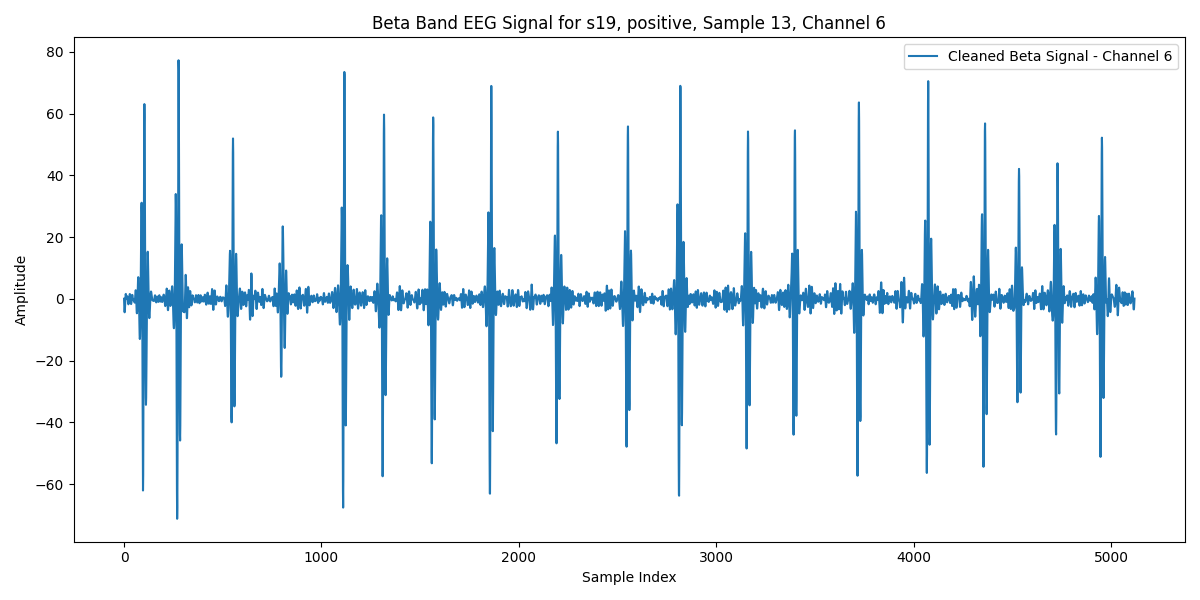 Beta Band EEG Signal for s19, positive, Sample 13, Channel 6
Cleaned Beta Signal - Channel 6
80
60
40
20
0
−20
−40
−60
Amplitude
0 1000 2000 3000 4000 5000
Sample Index